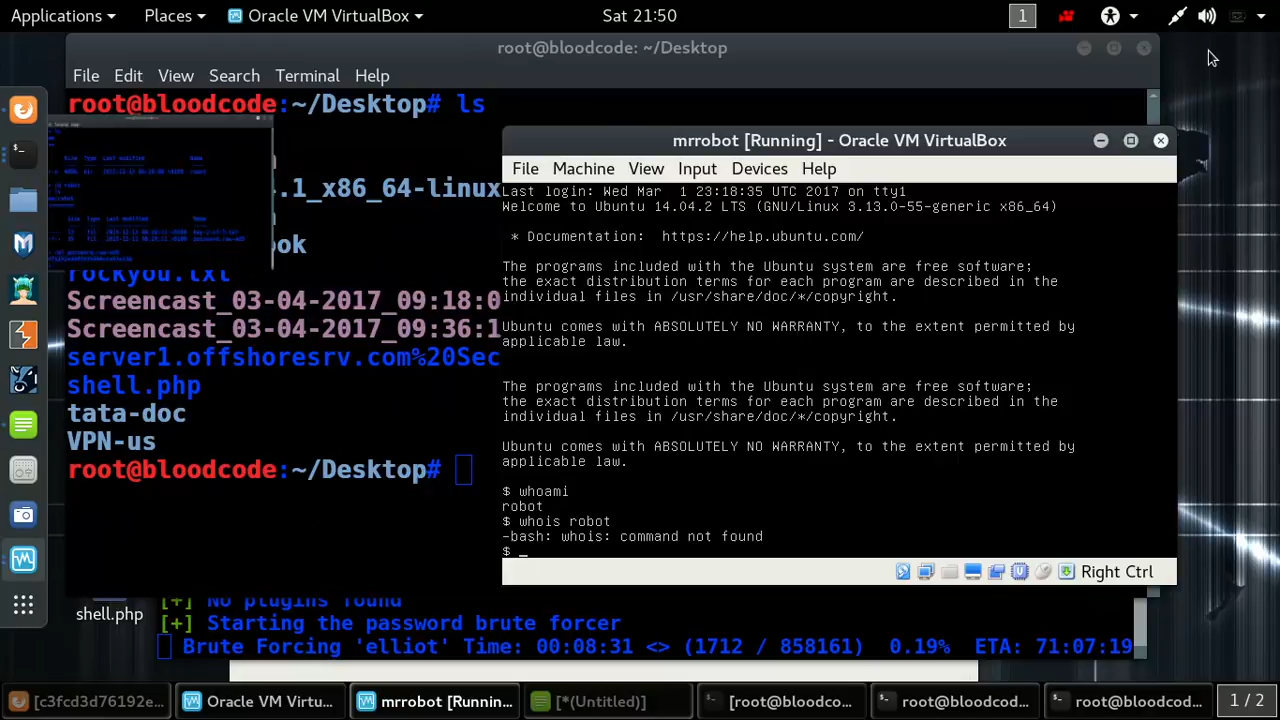 Applications Places Oracle VM VirtualBox Sat 21:50 1
root@bloodcode: ~/Desktop
File Edit View Search Terminal Help
root@bloodcode:~/Desktop# ls
.1_x86_64-linux
ook
rockyou.txt
Screencast_03-04-2017_09:18:0
Screencast_03-04-2017_09:36:1
server1.offshoresrv.com%20Sec
shell.php
tata-doc
VPN-us
root@bloodcode:~/Desktop#
mrrobot [Running] - Oracle VM VirtualBox
File Machine View Input Devices Help
Last login: Wed Mar 1 23:18:35 UTC 2017 on tty1
Welcome to Ubuntu 14.04.2 LTS (GNU/Linux 3.13.0-55-generic x86_64)
* Documentation: https://help.ubuntu.com/
The programs included with the Ubuntu system are free software;
the exact distribution terms for each program are described in the
individual files in /usr/share/doc/*/copyright.
Ubuntu comes with ABSOLUTELY NO WARRANTY, to the extent permitted by
applicable law.
The programs included with the Ubuntu system are free software;
the exact distribution terms for each program are described in the
individual files in /usr/share/doc/*/copyright.
Ubuntu comes with ABSOLUTELY NO WARRANTY, to the extent permitted by
applicable law.
$ whoami
robot
$ whois robot
-bash: whois: command not found
$ _
Right Ctrl
shell.php
[+] No plugins found
[+] Starting the password brute forcer
Brute Forcing 'elliot' Time: 00:08:31 <> (1712 / 858161) 0.19% ETA: 71:07:19
[c3fcd3d76192e... Oracle VM Virtu... mrrobot [Runnin... [*(Untitled)] [root@bloodco... root@bloodco... root@bloodco... 1 / 2